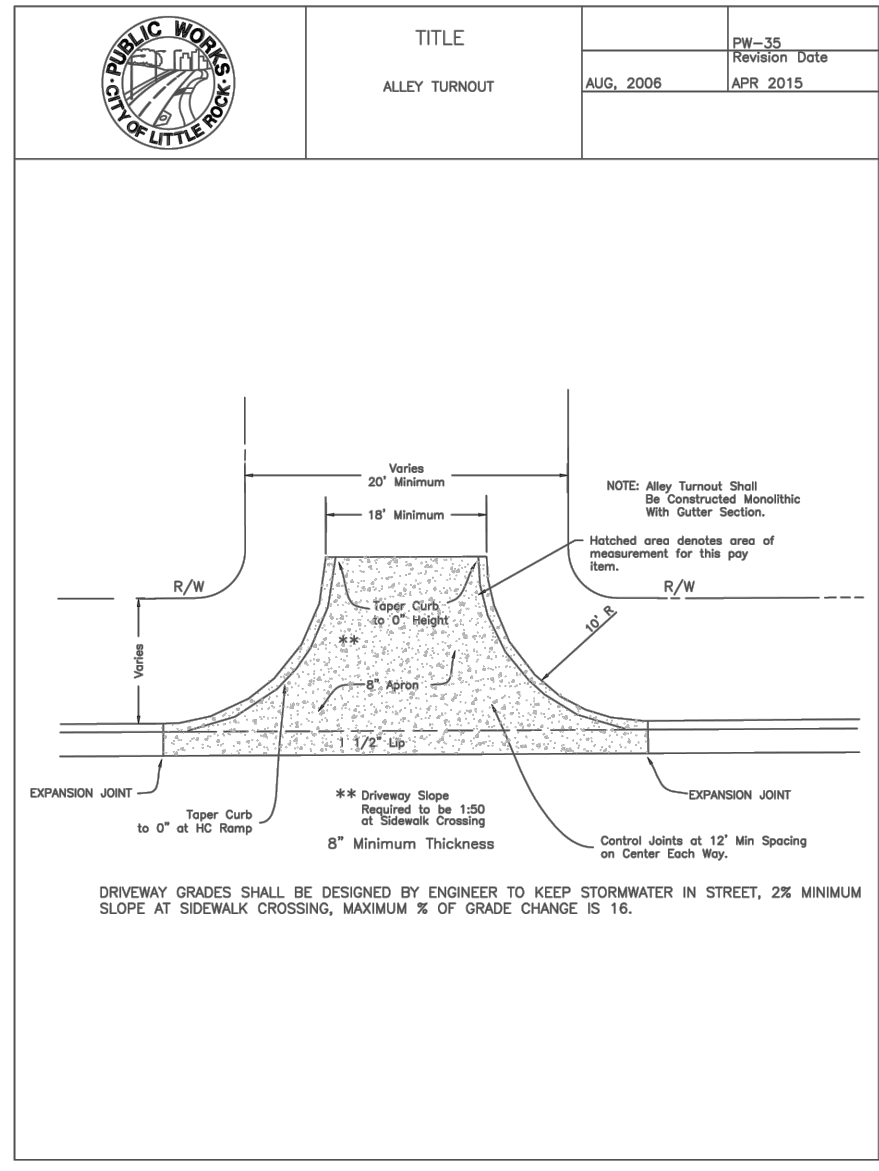 PUBLIC WORKS
CITY OF LITTLE ROCK
TITLE
ALLEY TURNOUT
PW-35
Revision Date
AUG, 2006
APR 2015
Varies
20' Minimum
18' Minimum
NOTE: Alley Turnout Shall
Be Constructed Monolithic
With Gutter Section.
Hatched area denotes area of
measurement for this pay
item.
R/W
R/W
Taper Curb
to 0" Height
10' R
**
Varies
8" Apron
1 1/2" Lip
EXPANSION JOINT
EXPANSION JOINT
** Driveway Slope
Required to be 1:50
at Sidewalk Crossing
Taper Curb
to 0" at HC Ramp
8" Minimum Thickness
Control Joints at 12' Min Spacing
on Center Each Way.
DRIVEWAY GRADES SHALL BE DESIGNED BY ENGINEER TO KEEP STORMWATER IN STREET, 2% MINIMUM
SLOPE AT SIDEWALK CROSSING, MAXIMUM % OF GRADE CHANGE IS 16.